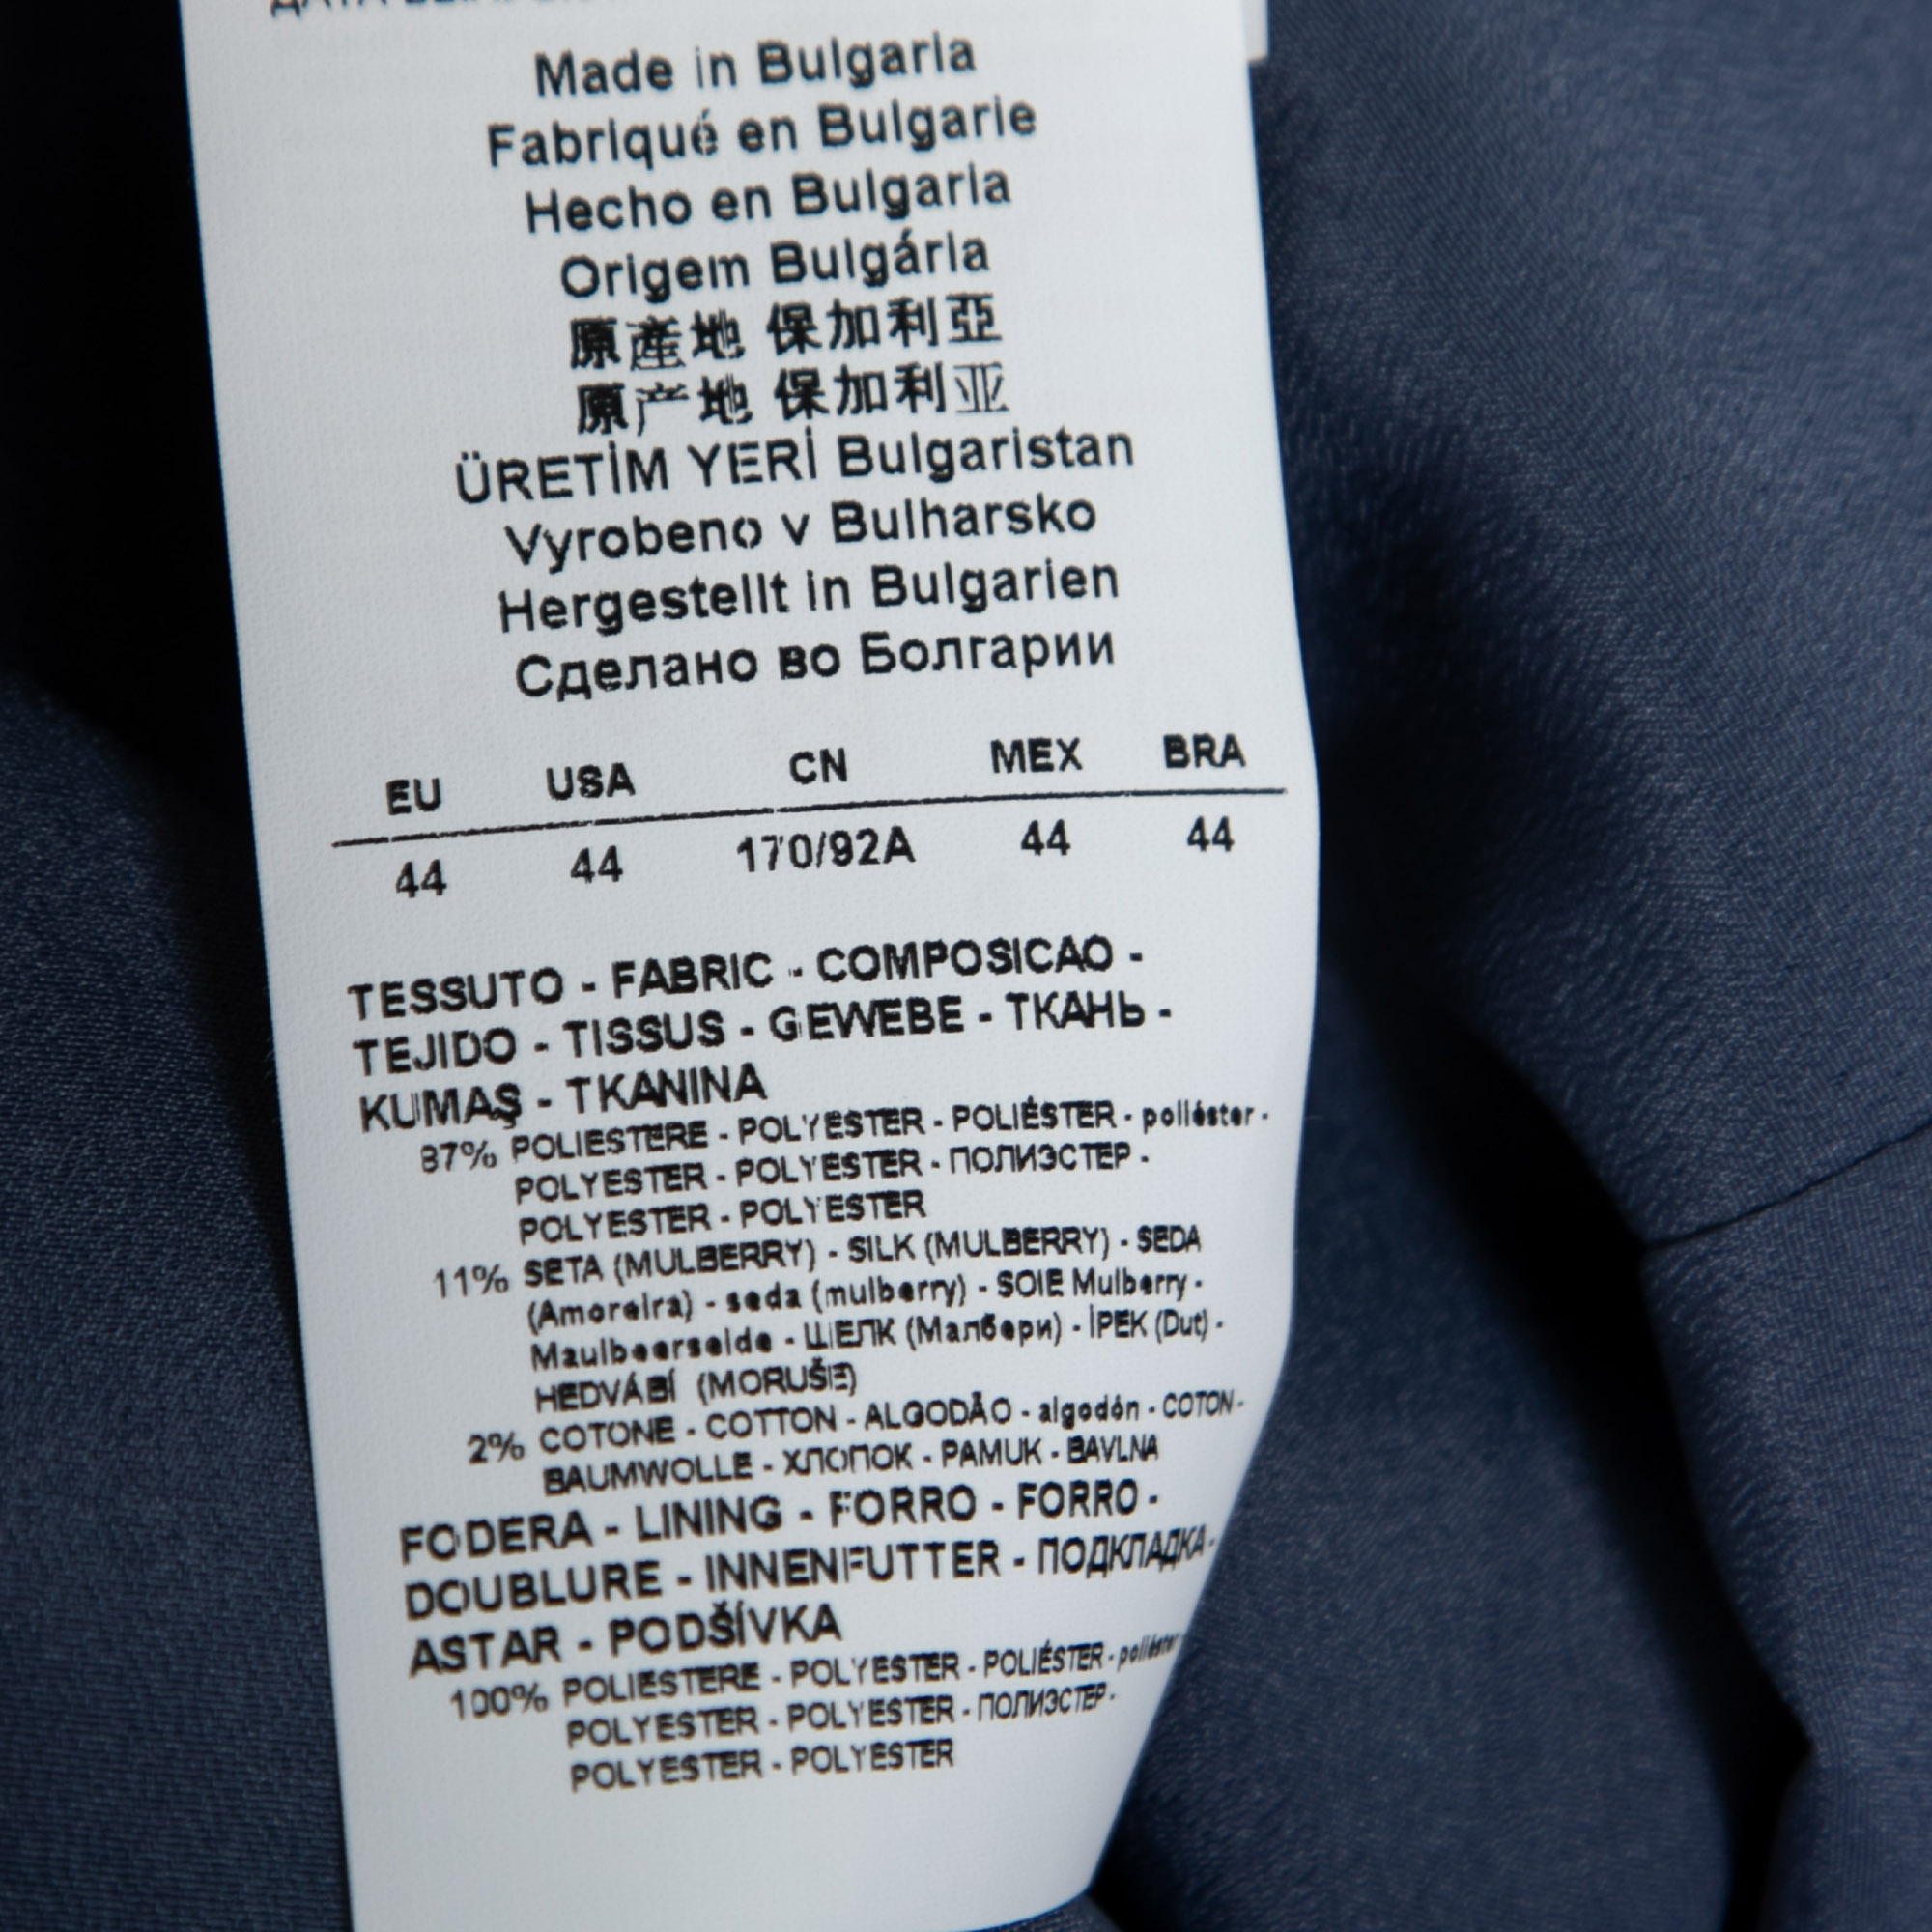 Made in Bulgaria
Fabriqué en Bulgarie
Hecho en Bulgaria
Origem Bulgária
原產地 保加利亞
原产地 保加利亚
ÜRETİM YERİ Bulgaristan
Vyrobeno v Bulharsko
Hergestellt in Bulgarien
Сделано во Болгарии
EU USA CN MEX BRA
44 44 170/92A 44 44
TESSUTO - FABRIC - COMPOSICAO -
TEJIDO - TISSUS - GEWEBE - ТКАНЬ -
KUMAŞ - TKANINA
87% POLIESTERE - POLYESTER - POLIÉSTER - poliéster -
POLYESTER - POLYESTER - ПОЛИЭСТЕР -
POLYESTER - POLYESTER
11% SETA (MULBERRY) - SILK (MULBERRY) - SEDA
(Amoreira) - seda (mulberry) - SOIE Mulberry -
Maulbeerseide - ШЕЛК (Малбери) - İPEK (Dut) -
HEDVÁBÍ (MORUŠE)
2% COTONE - COTTON - ALGODÃO - algodón - COTON -
BAUMWOLLE - ХЛОПОК - PAMUK - BAVLNA
FODERA - LINING - FORRO - FORRO -
DOUBLURE - INNENFUTTER - ПОДКЛАДКА -
ASTAR - PODŠÍVKA
100% POLIESTERE - POLYESTER - POLIÉSTER - poliéster -
POLYESTER - POLYESTER - ПОЛИЭСТЕР -
POLYESTER - POLYESTER